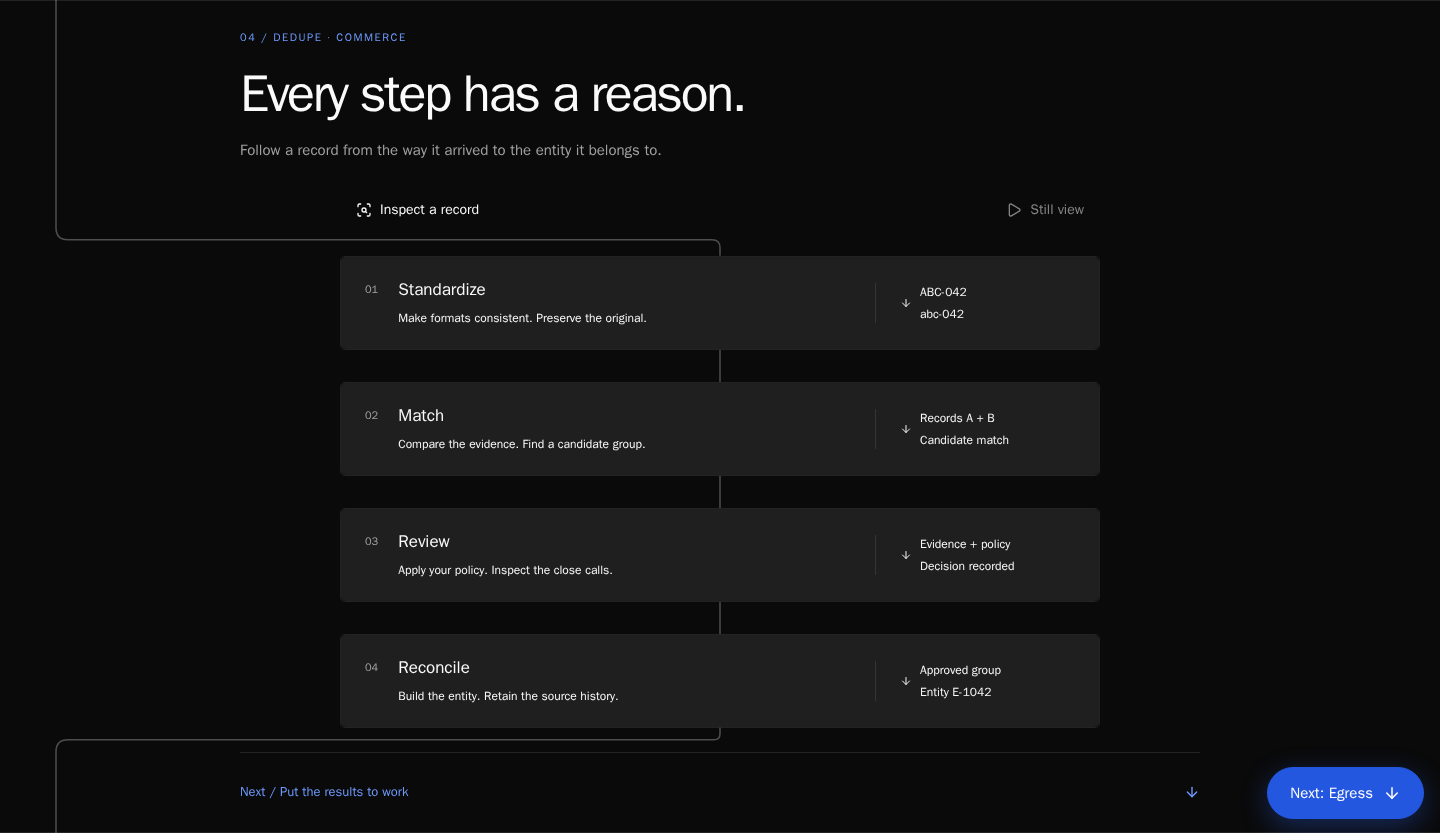 04 / DEDUPE · COMMERCE
Every step has a reason.
Follow a record from the way it arrived to the entity it belongs to.
Inspect a record
Still view
01
Standardize
Make formats consistent. Preserve the original.
ABC-042
abc-042
02
Match
Compare the evidence. Find a candidate group.
Records A + B
Candidate match
03
Review
Apply your policy. Inspect the close calls.
Evidence + policy
Decision recorded
04
Reconcile
Build the entity. Retain the source history.
Approved group
Entity E-1042
Next / Put the results to work
Next: Egress